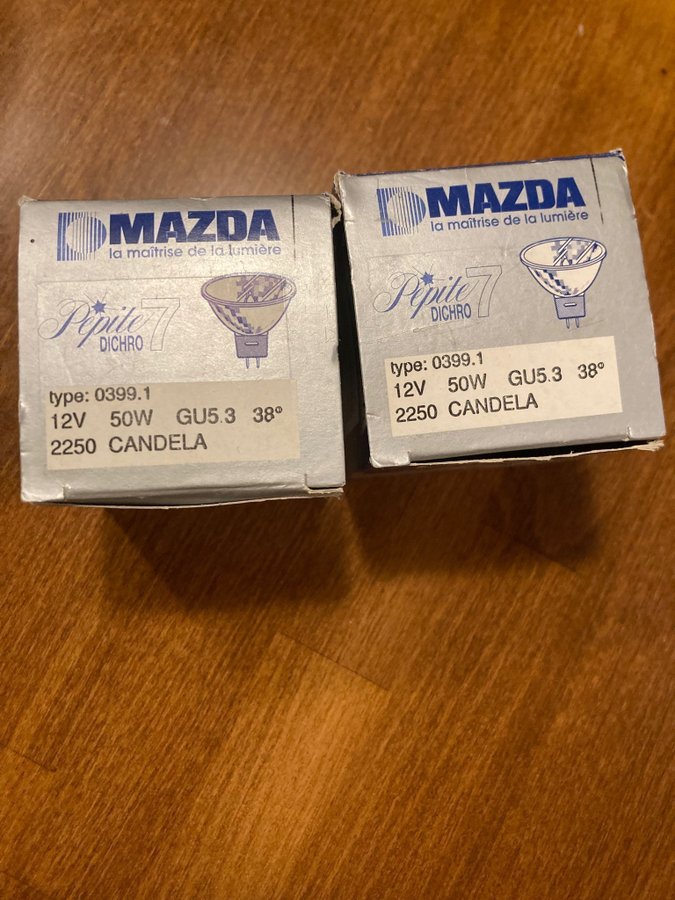 MAZDA
la maîtrise de la lumière
Pépite 7
DICHRO
type: 0399.1
12V 50W GU5.3 38°
2250 CANDELA
MAZDA
la maîtrise de la lumière
Pépite 7
DICHRO
type: 0399.1
12V 50W GU5.3 38°
2250 CANDELA